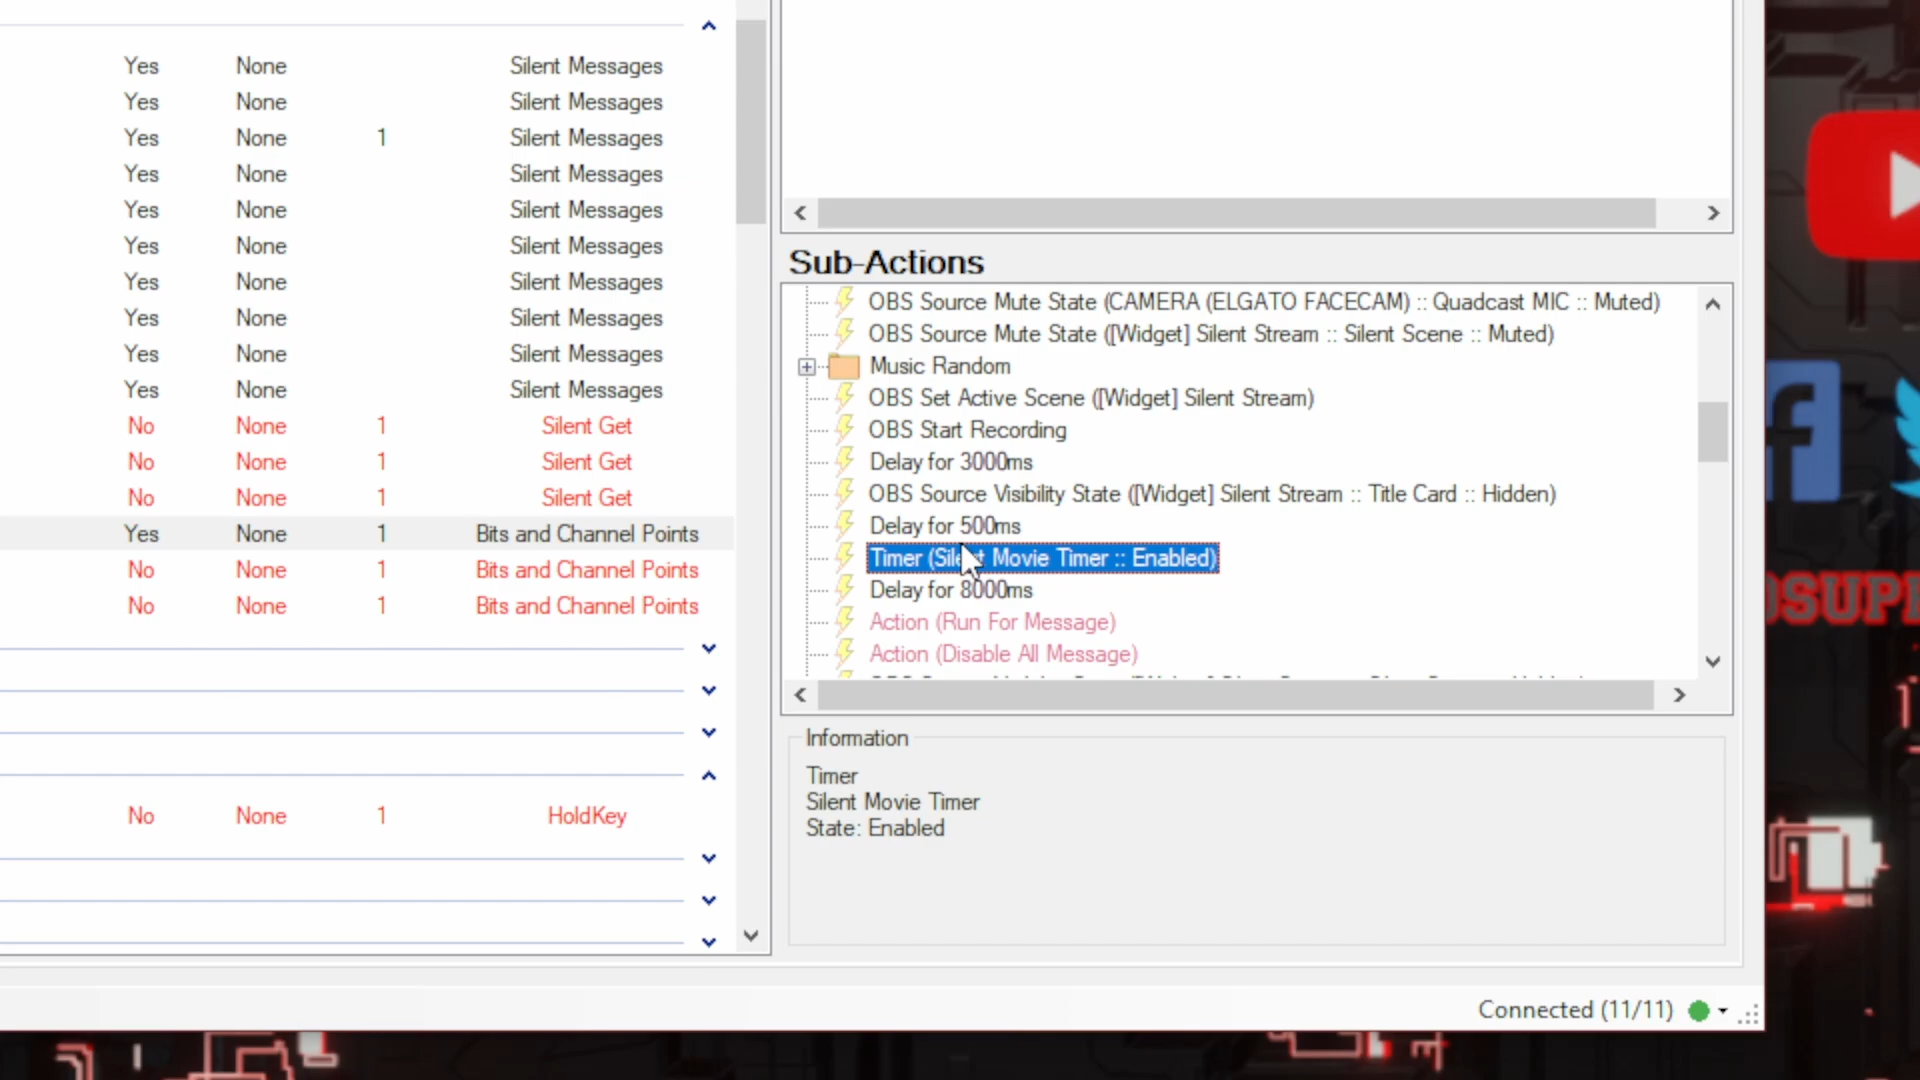 Yes None Silent Messages
Yes None Silent Messages
Yes None 1 Silent Messages
Yes None Silent Messages
Yes None Silent Messages
Yes None Silent Messages
Yes None Silent Messages
Yes None Silent Messages
Yes None Silent Messages
Yes None Silent Messages
No None 1 Silent Get
No None 1 Silent Get
No None 1 Silent Get
Yes None 1 Bits and Channel Points
No None 1 Bits and Channel Points
No None 1 Bits and Channel Points
No None 1 HoldKey
Sub-Actions
OBS Source Mute State (CAMERA (ELGATO FACECAM) :: Quadcast MIC :: Muted)
OBS Source Mute State ([Widget] Silent Stream :: Silent Scene :: Muted)
Music Random
OBS Set Active Scene ([Widget] Silent Stream)
OBS Start Recording
Delay for 3000ms
OBS Source Visibility State ([Widget] Silent Stream :: Title Card :: Hidden)
Delay for 500ms
Timer (Silent Movie Timer :: Enabled)
Delay for 8000ms
Action (Run For Message)
Action (Disable All Message)
Information
Timer
Silent Movie Timer
State: Enabled
Connected (11/11)